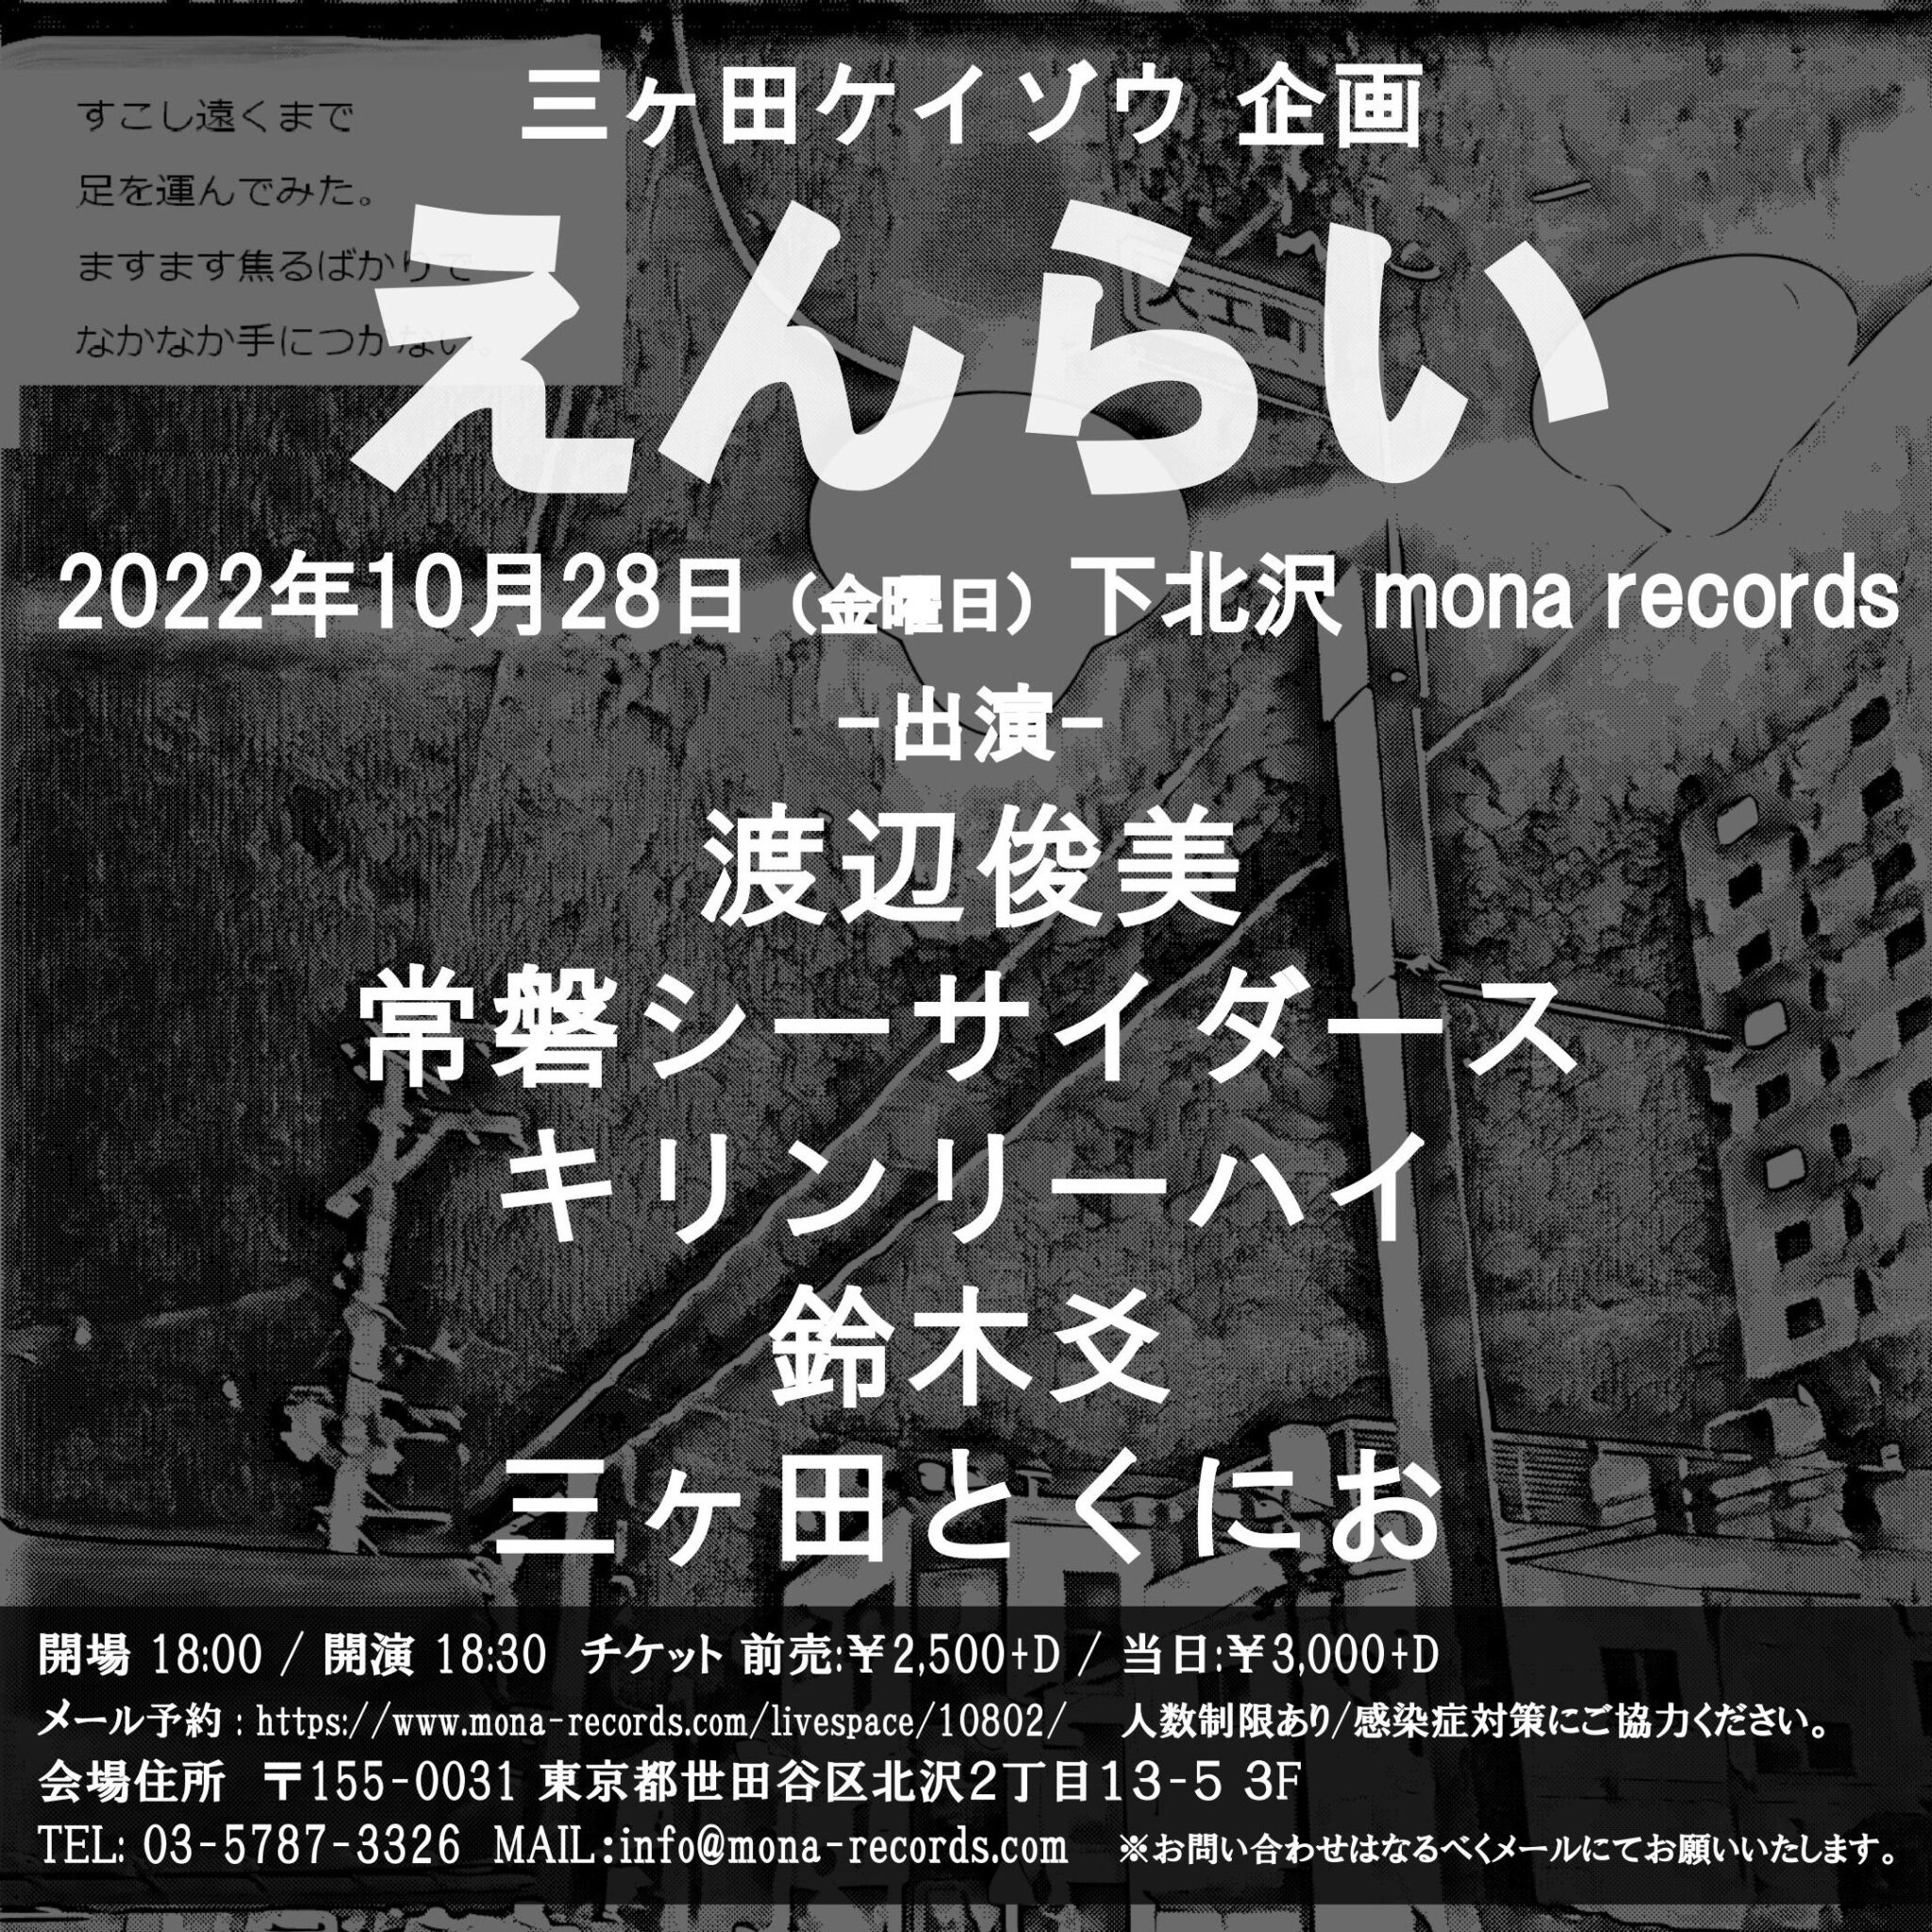 三ヶ田ケイゾウ 企画
すこし遠くまで
足を運んでみた。
ますます焦るばかりで
なかなか手につかない。
えんらい
2022年10月28日（金曜日）下北沢 mona records
-出演-
渡辺俊美
常磐シーサイダース
キリンリーハイ
鈴木爻
三ヶ田とくにお
開場 18:00 / 開演 18:30 チケット 前売:￥2,500+D / 当日:￥3,000+D
メール予約 : https://www.mona-records.com/livespace/10802/ 人数制限あり/感染症対策にご協力ください。
会場住所 〒155-0031 東京都世田谷区北沢２丁目１３-５ ３F
TEL: 03-5787-3326 MAIL:info@mona-records.com ※お問い合わせはなるべくメールにてお願いいたします。